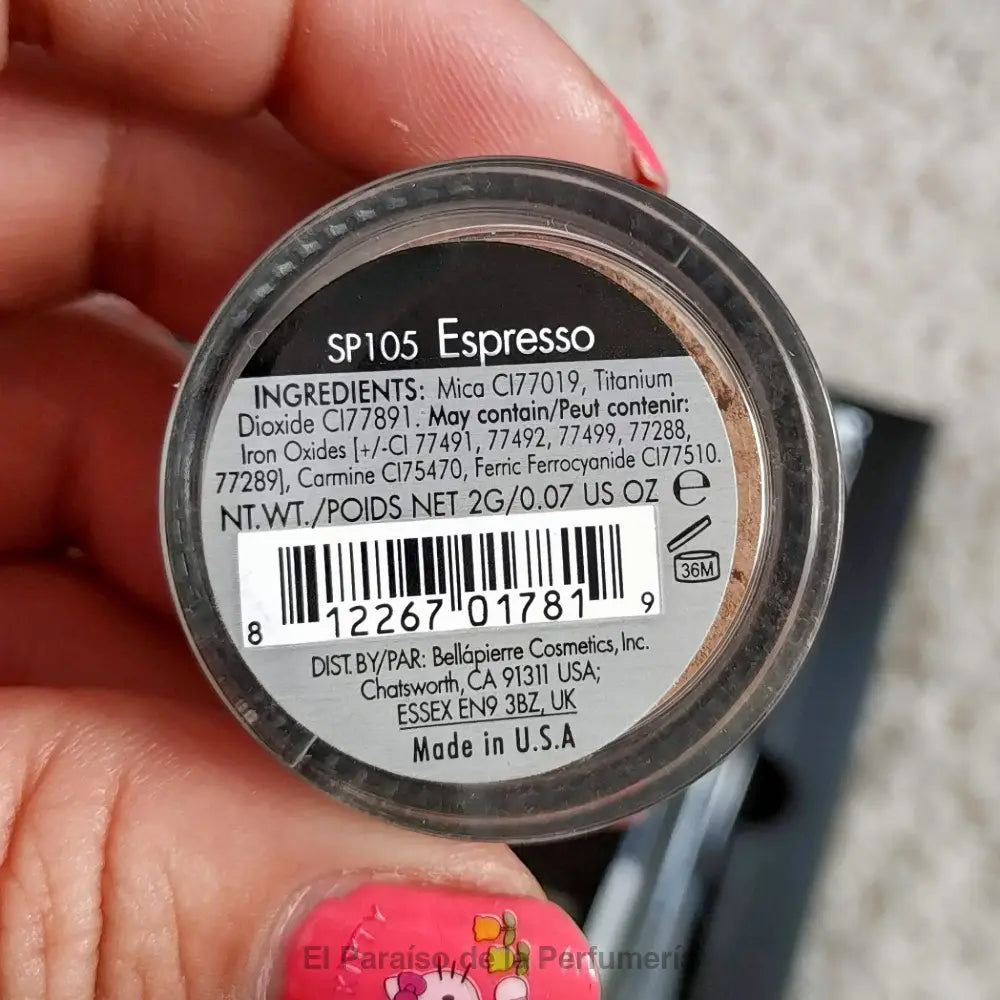 SP105 Espresso
INGREDIENTS: Mica CI77019, Titanium
Dioxide CI77891. May contain/Peut contenir:
Iron Oxides [+/-CI 77491, 77492, 77499, 77288,
77289], Carmine CI75470, Ferric Ferrocyanide CI77510.
NT.WT./POIDS NET 2G/0.07 US OZ ℮
36M
8 12267 01781 9
DIST. BY/PAR: Bellápierre Cosmetics, Inc.
Chatsworth, CA 91311 USA;
ESSEX EN9 3BZ, UK
Made in U.S.A
KITTY
El Paraíso de la Perfumería